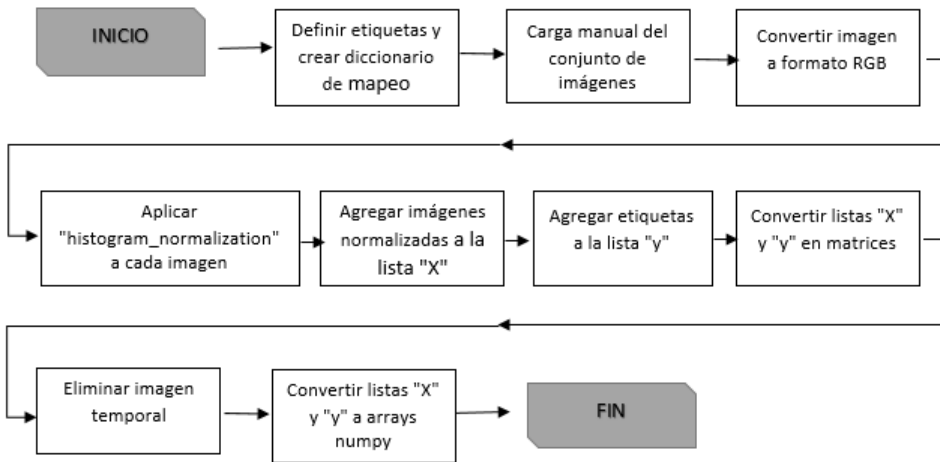 INICIO
Definir etiquetas y
crear diccionario
de mapeo
Carga manual del
conjunto de
imágenes
Convertir imagen
a formato RGB
Aplicar
"histogram_normalization"
a cada imagen
Agregar imágenes
normalizadas a la
lista "X"
Agregar etiquetas
a la lista "y"
Convertir listas "X"
y "y" en matrices
Eliminar imagen
temporal
Convertir listas "X"
y "y" a arrays
numpy
FIN